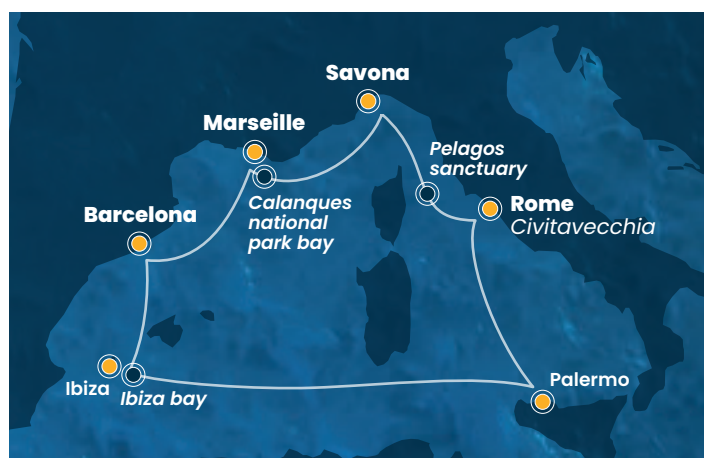 Savona
Marseille
Pelagos
sanctuary
Calanques
national
park bay
Rome
Civitavecchia
Barcelona
Ibiza
Ibiza bay
Palermo